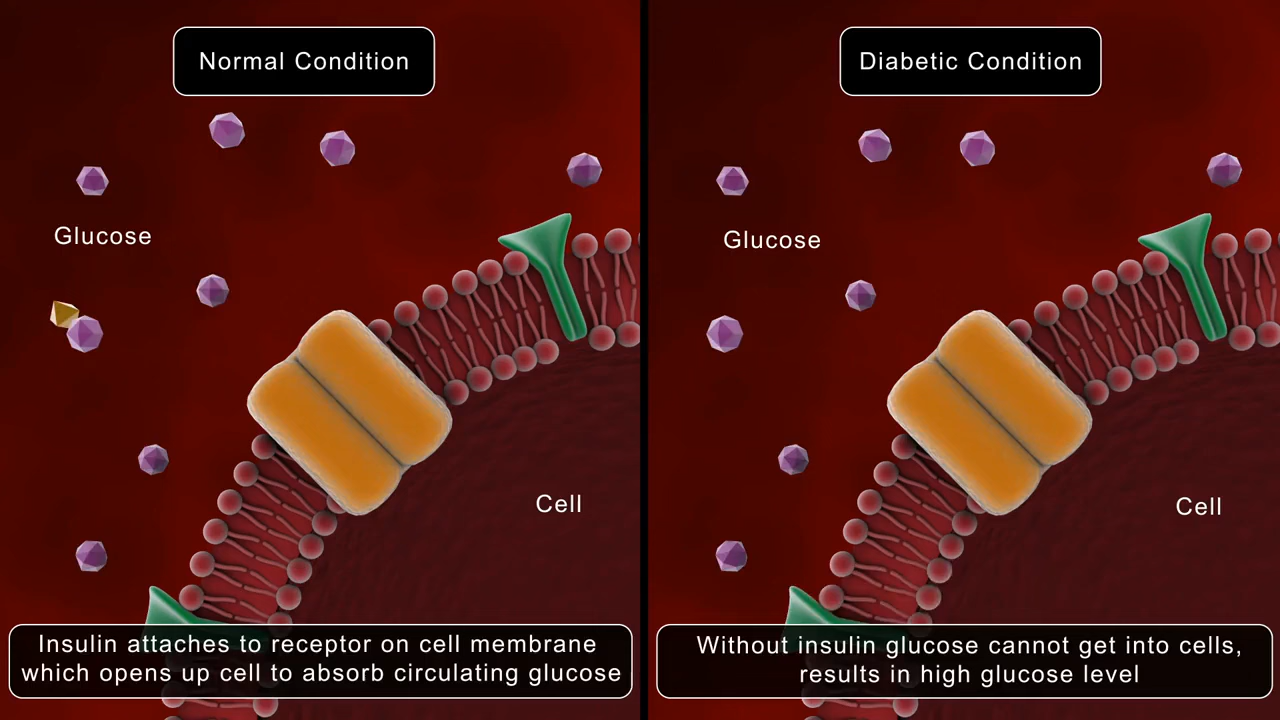 Normal Condition
Glucose
Cell
Insulin attaches to receptor on cell membrane
which opens up cell to absorb circulating glucose
Diabetic Condition
Glucose
Cell
Without insulin glucose cannot get into cells,
results in high glucose level